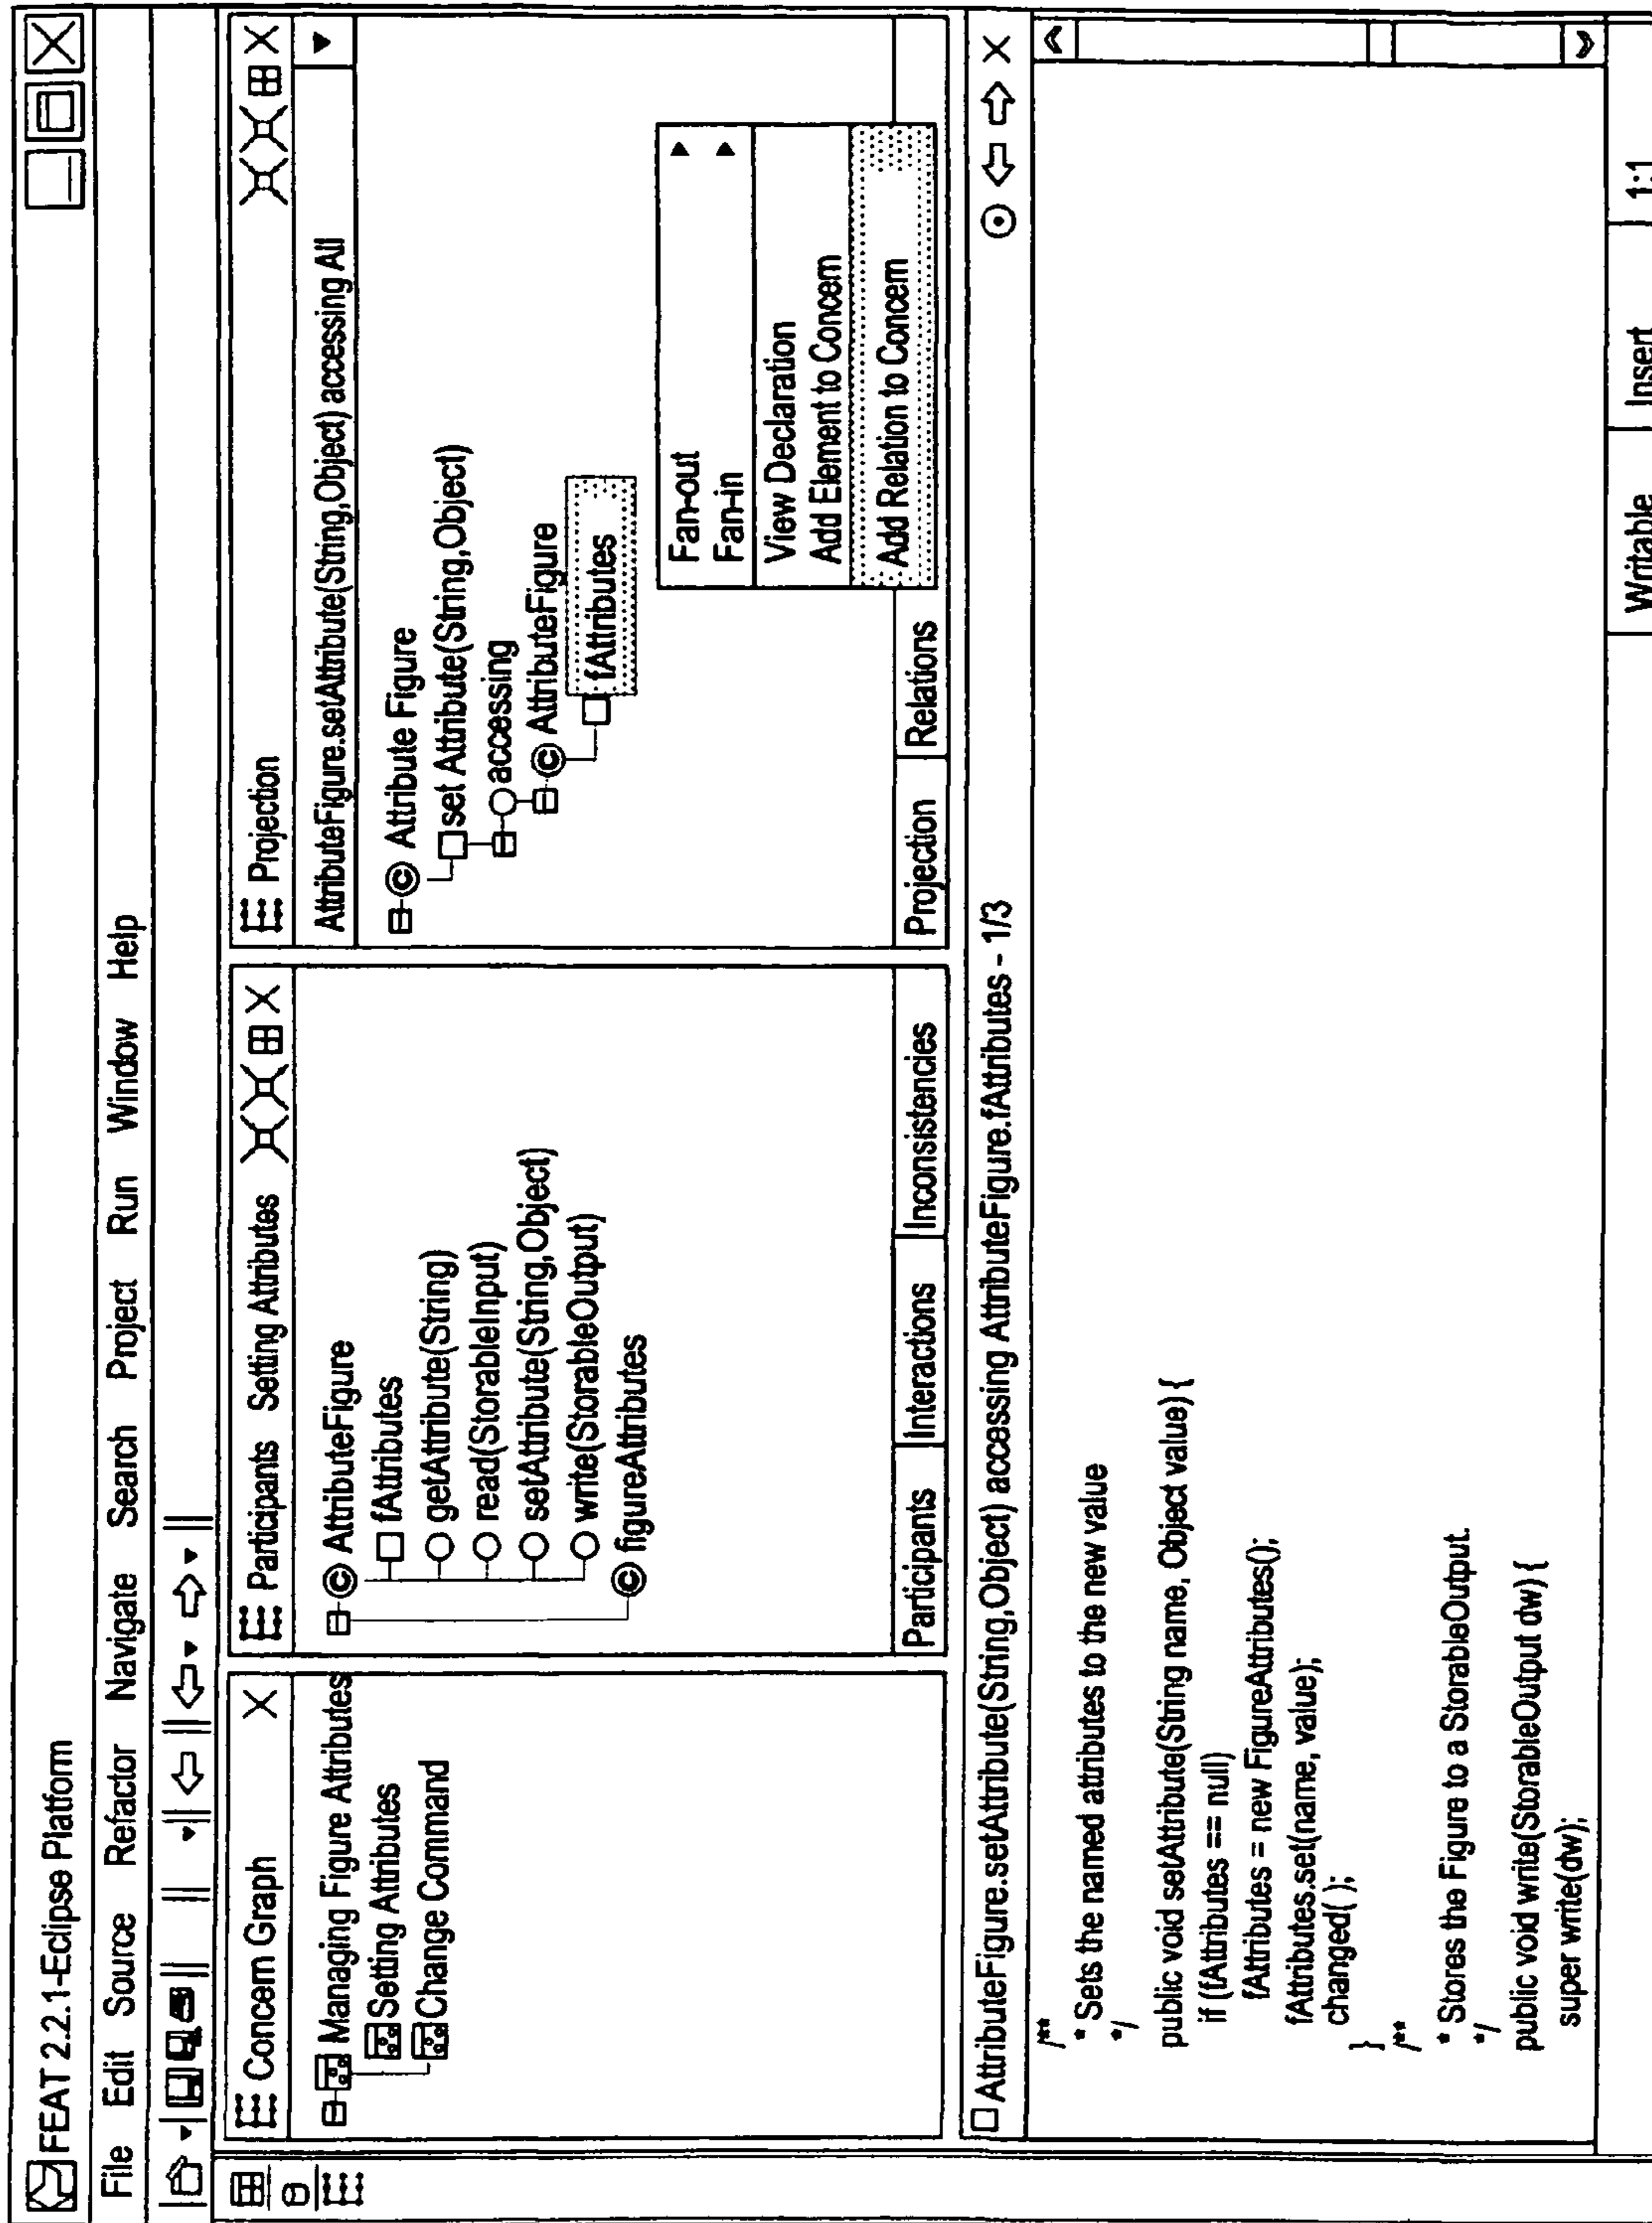 FEAT 2.2.1-Eclipse Platform
File Edit Source Refactor Navigate Search Project Run Window Help
Concern Graph
Managing Figure Attributes
Setting Attributes
Change Command
Participants Setting Attributes
AttributeFigure
fAttributes
getAttribute(String)
read(StorableInput)
setAttribute(String,Object)
write(StorableOutput)
figureAttributes
Participants Interactions Inconsistencies
Projection
AttributeFigure.setAttribute(String,Object) accessing All
Attribute Figure
set Attribute(String,Object)
accessing
AttributeFigure
fAttributes
Fan-out
Fan-in
View Declaration
Add Element to Concern
Add Relation to Concern
Projection Relations
AttributeFigure.setAttribute(String,Object) accessing AttributeFigure.fAttributes - 1/3
/**
* Sets the named attributes to the new value
*/
public void setAttribute(String name, Object value) {
if (fAttributes == null)
fAttributes = new FigureAttributes();
fAttributes.set(name, value);
changed( );
}
/**
* Stores the Figure to a StorableOutput.
*/
public void write(StorableOutput dw) {
super write(dw);
Writable Insert 1:1